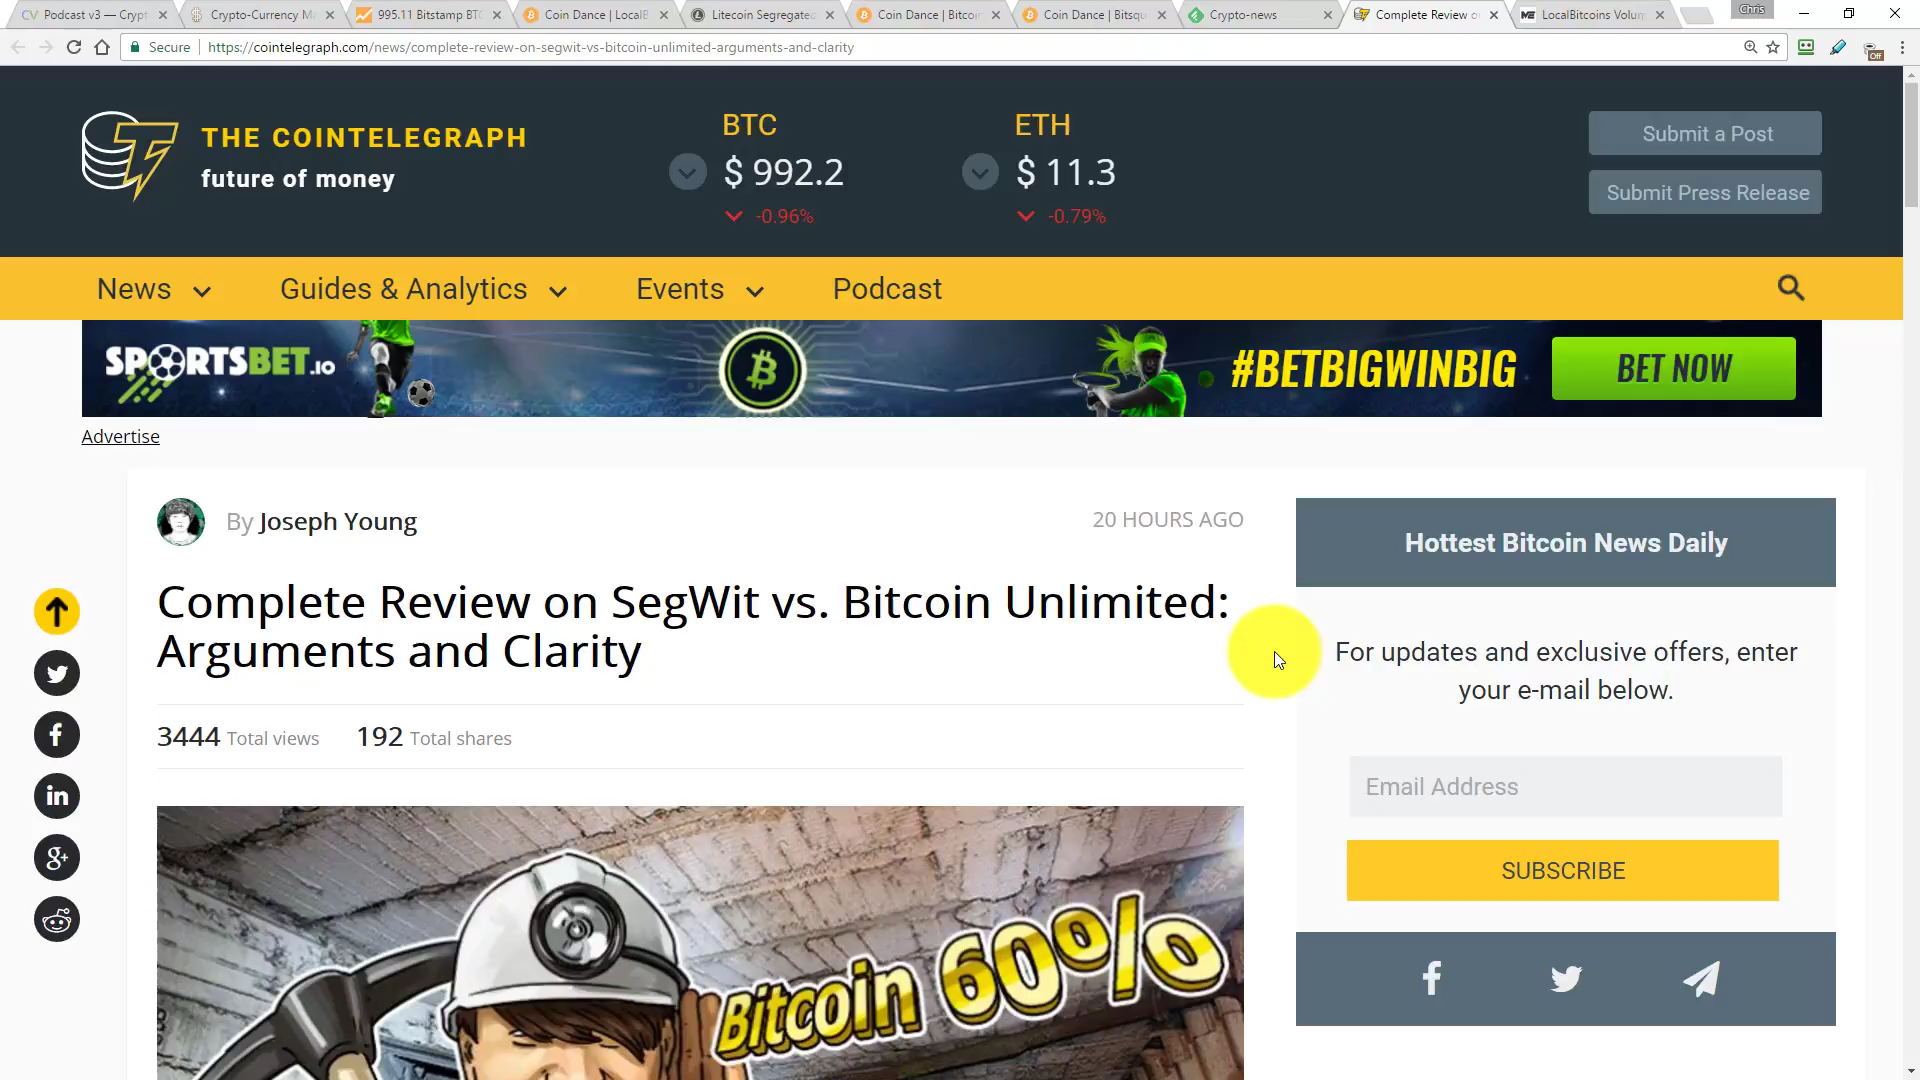 CV Podcast v3 — Crypt
Crypto-Currency M
995.11 Bitstamp BTC
Coin Dance | LocalB
Litecoin Segregated
Coin Dance | Bitcoin
Coin Dance | Bitsqu
Crypto-news
Complete Review o
LocalBitcoins Volum
Chris
Secure
https://cointelegraph.com/news/complete-review-on-segwit-vs-bitcoin-unlimited-arguments-and-clarity
Off
THE COINTELEGRAPH
future of money
BTC
$ 992.2
-0.96%
ETH
$ 11.3
-0.79%
Submit a Post
Submit Press Release
News
Guides & Analytics
Events
Podcast
SPORTSBET.io
#BETBIGWINBIG
BET NOW
Advertise
By Joseph Young
20 HOURS AGO
Complete Review on SegWit vs. Bitcoin Unlimited:
Arguments and Clarity
3444 Total views
192 Total shares
Bitcoin 60%
Hottest Bitcoin News Daily
For updates and exclusive offers, enter
your e-mail below.
Email Address
SUBSCRIBE